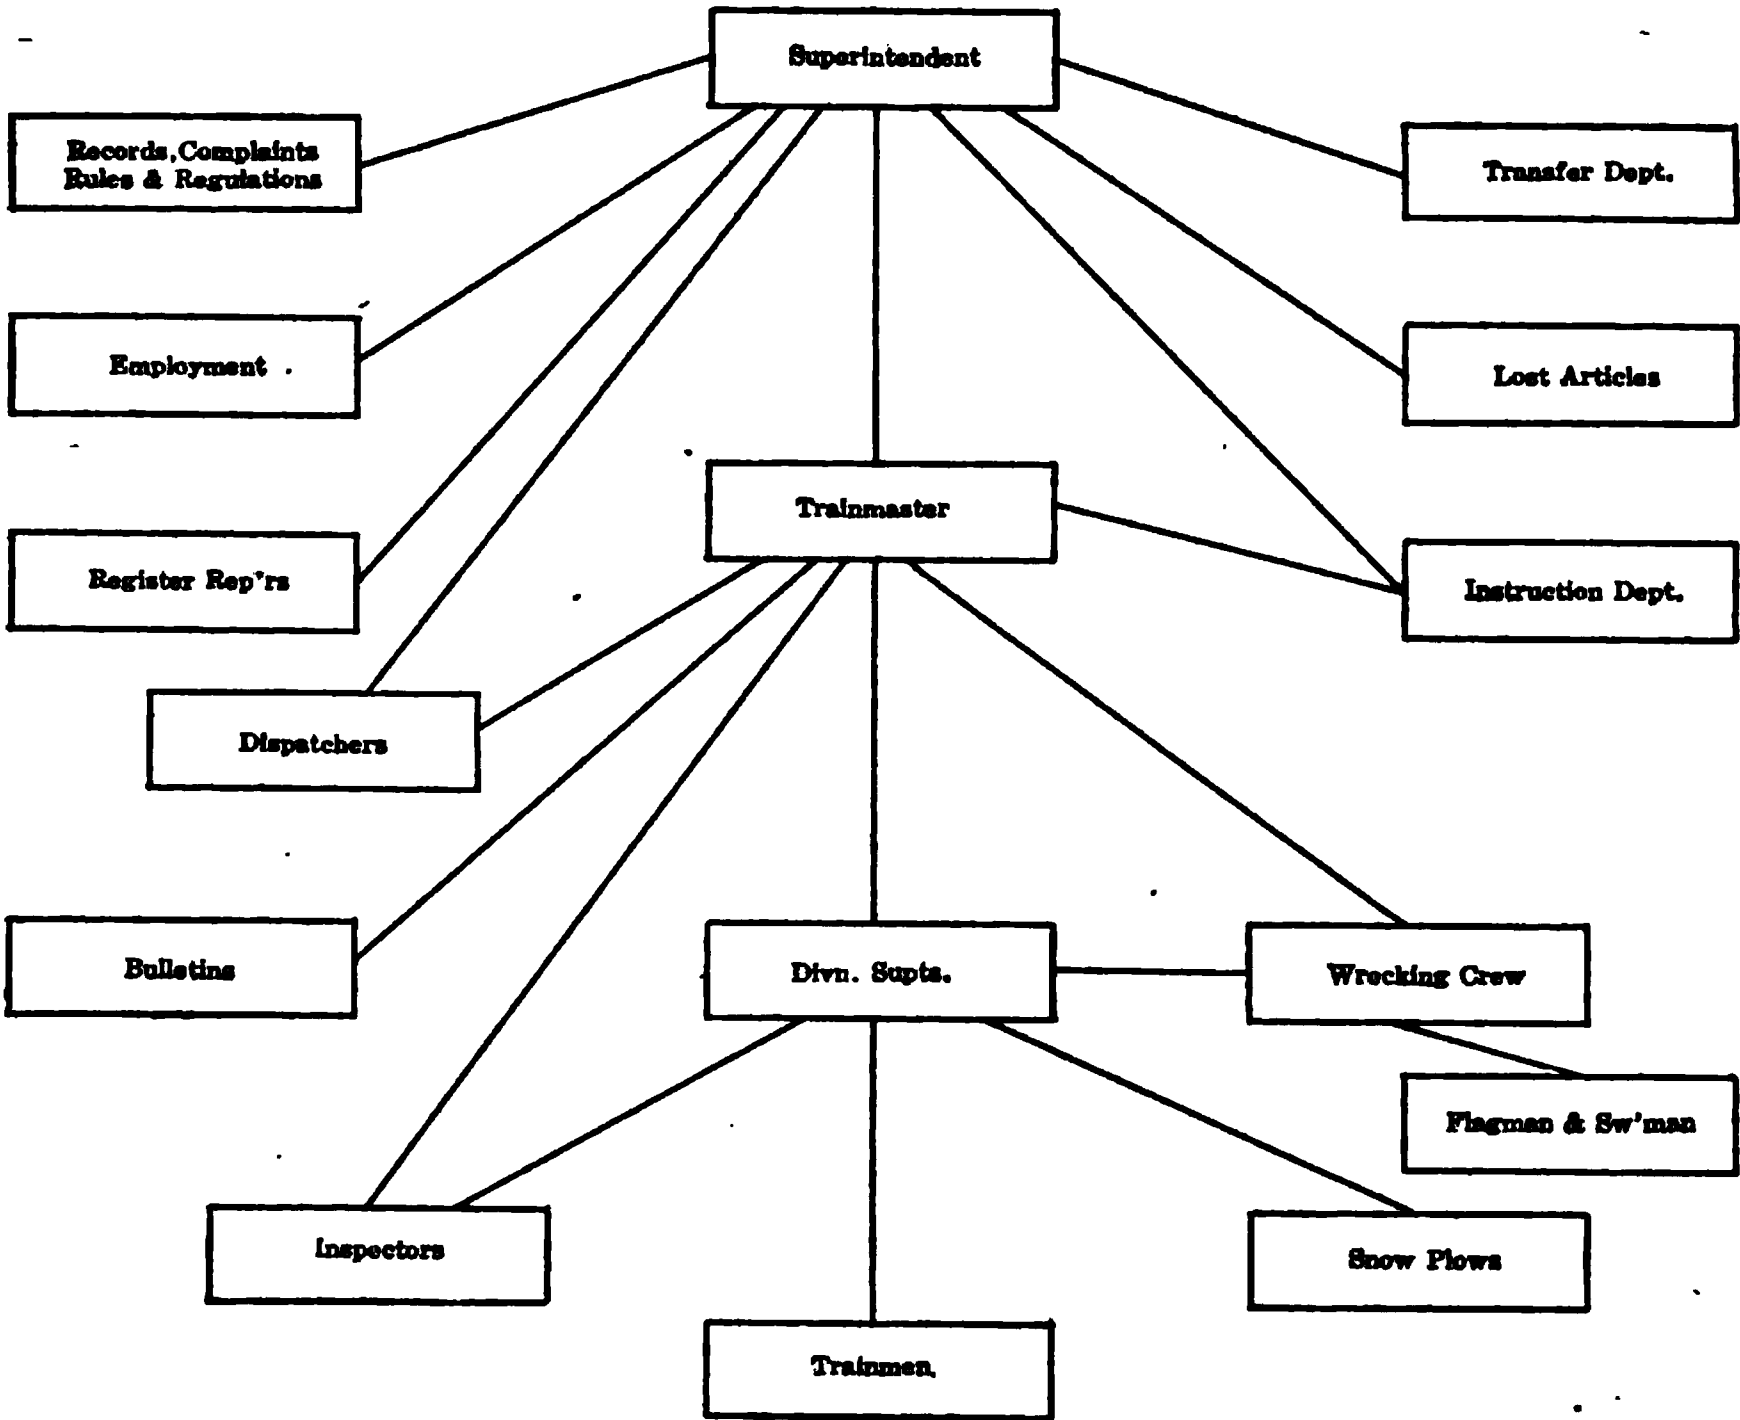 Superintendent
Records, Complaints
Rules & Regulations
Transfer Dept.
Employment
Lost Articles
Trainmaster
Register Rep'rs
Instruction Dept.
Dispatchers
Bulletins
Divn. Supts.
Wrecking Crew
Flagman & Sw'man
Inspectors
Snow Plows
Trainmen.